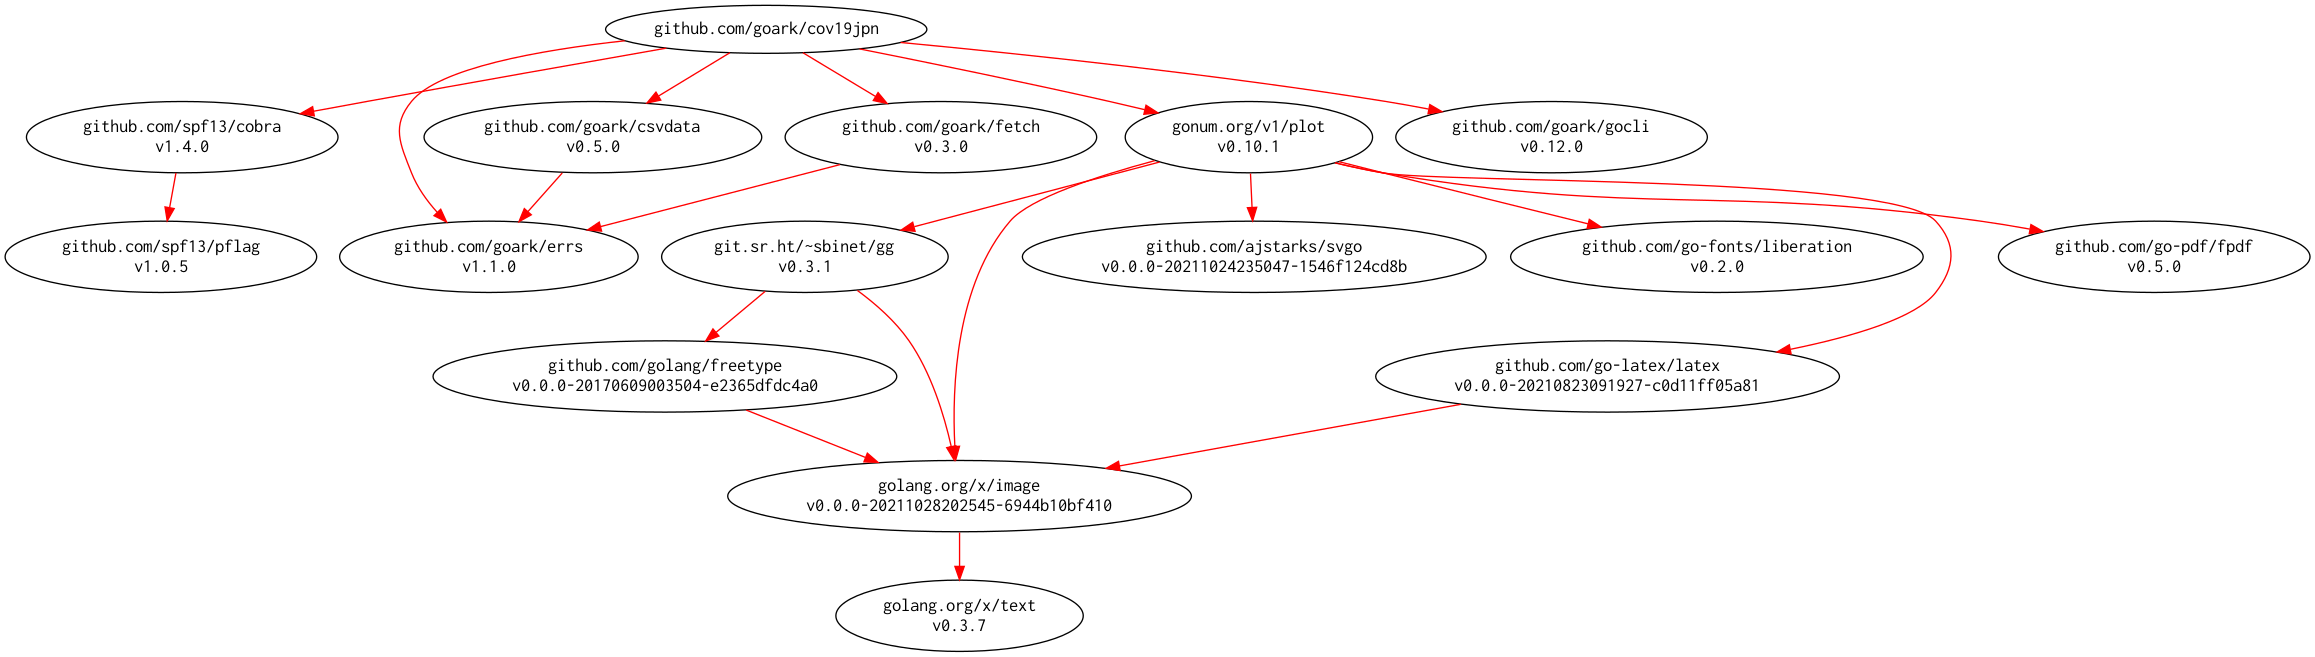 github.com/goark/cov19jpn
github.com/spf13/cobra
v1.4.0
github.com/goark/csvdata
v0.5.0
github.com/goark/fetch
v0.3.0
gonum.org/v1/plot
v0.10.1
github.com/goark/gocli
v0.12.0
github.com/spf13/pflag
v1.0.5
github.com/goark/errs
v1.1.0
git.sr.ht/~sbinet/gg
v0.3.1
github.com/ajstarks/svgo
v0.0.0-20211024235047-1546f124cd8b
github.com/go-fonts/liberation
v0.2.0
github.com/go-pdf/fpdf
v0.5.0
github.com/golang/freetype
v0.0.0-20170609003504-e2365dfdc4a0
github.com/go-latex/latex
v0.0.0-20210823091927-c0d11ff05a81
golang.org/x/image
v0.0.0-20211028202545-6944b10bf410
golang.org/x/text
v0.3.7